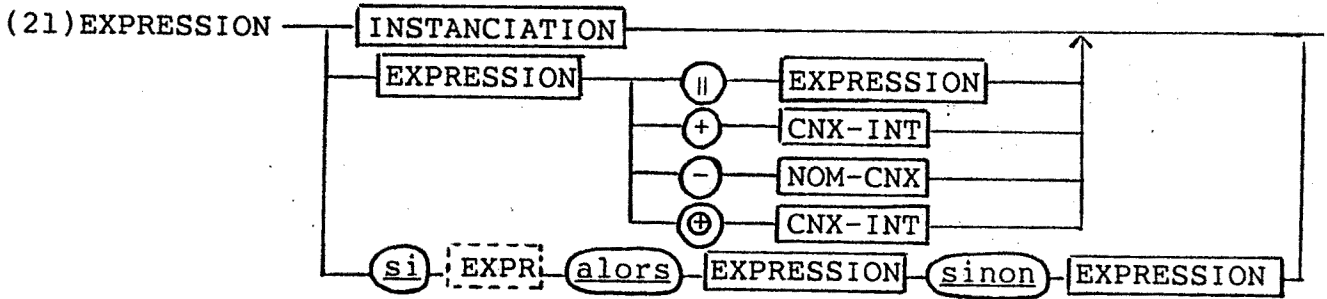 (21)EXPRESSION INSTANCIATION
EXPRESSION || EXPRESSION
+ CNX-INT
- NOM-CNX
⊕ CNX-INT
si EXPR alors EXPRESSION sinon EXPRESSION